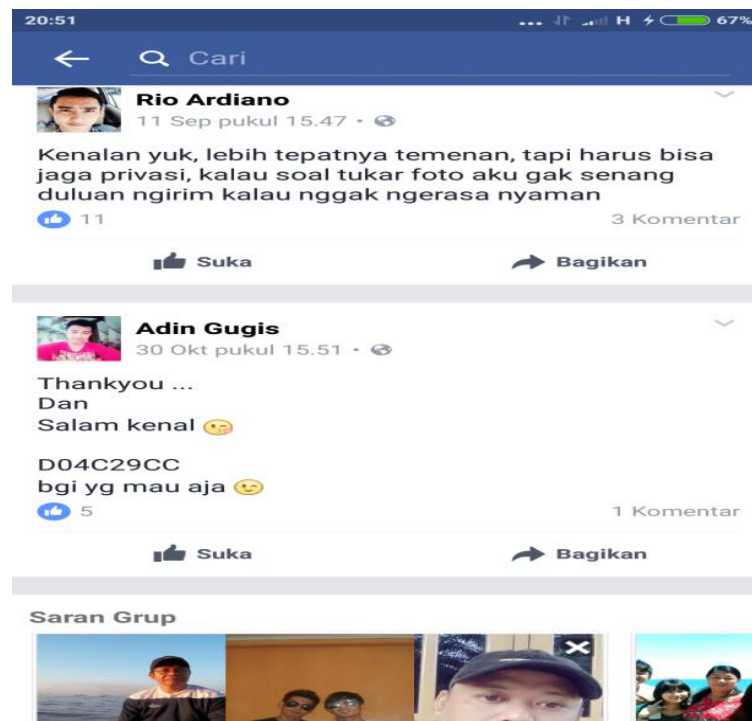 20:51 ... H 67%
Cari
Rio Ardiano
11 Sep pukul 15.47 •
Kenalan yuk, lebih tepatnya temenan, tapi harus bisa
jaga privasi, kalau soal tukar foto aku gak senang
duluan ngirim kalau nggak ngerasa nyaman
11 3 Komentar
Suka Bagikan
Adin Gugis
30 Okt pukul 15.51 •
Thankyou ...
Dan
Salam kenal 😘
D04C29CC
bgi yg mau aja 😉
5 1 Komentar
Suka Bagikan
Saran Grup